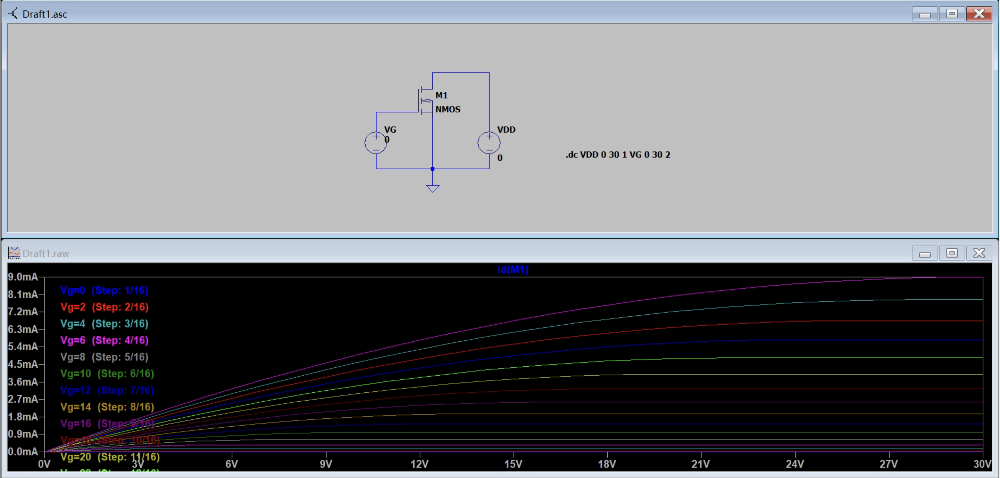 Draft1.asc
M1
NMOS
VG
0
VDD
0
.dc VDD 0 30 1 VG 0 30 2
Draft1.raw
Id(M1)
9.0mA
8.1mA
7.2mA
6.3mA
5.4mA
4.5mA
3.6mA
2.7mA
1.8mA
0.9mA
0.0mA
Vg=0 (Step: 1/16)
Vg=2 (Step: 2/16)
Vg=4 (Step: 3/16)
Vg=6 (Step: 4/16)
Vg=8 (Step: 5/16)
Vg=10 (Step: 6/16)
Vg=12 (Step: 7/16)
Vg=14 (Step: 8/16)
Vg=16 (Step: 9/16)
Vg=18 (Step: 10/16)
Vg=20 (Step: 11/16)
0V 3V 6V 9V 12V 15V 18V 21V 24V 27V 30V